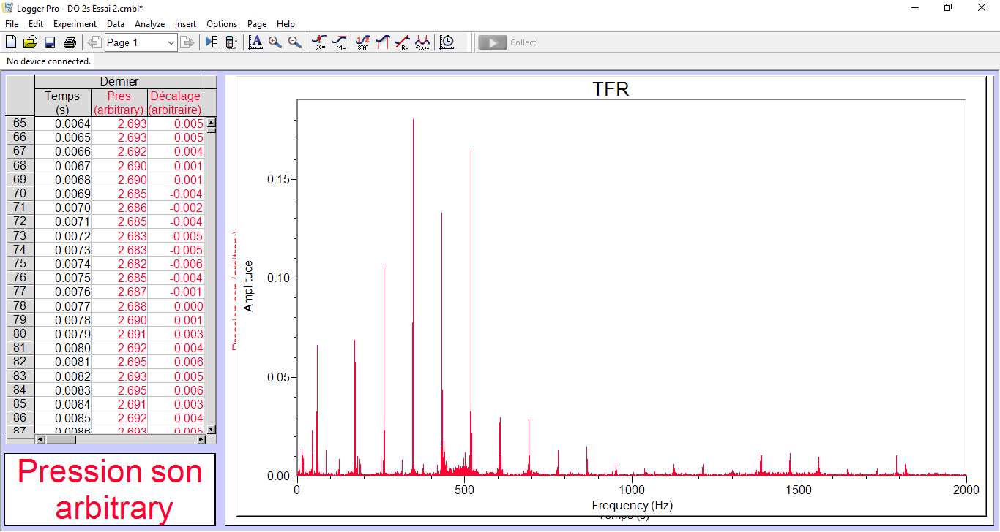 Logger Pro - DO 2s Essai 2.cmbl*
File Edit Experiment Data Analyze Insert Options Page Help
Page 1
X= M= STAT R= f(x)= Collect
No device connected.
Dernier
Temps Pres Décalage
(s) (arbitrary) (arbitraire)
65 0.0064 2.693 0.005
66 0.0065 2.693 0.005
67 0.0066 2.692 0.004
68 0.0067 2.690 0.001
69 0.0068 2.690 0.001
70 0.0069 2.685 -0.004
71 0.0070 2.686 -0.002
72 0.0071 2.685 -0.004
73 0.0072 2.683 -0.005
74 0.0073 2.683 -0.005
75 0.0074 2.682 -0.006
76 0.0075 2.685 -0.004
77 0.0076 2.687 -0.001
78 0.0077 2.688 0.000
79 0.0078 2.690 0.001
80 0.0079 2.691 0.003
81 0.0080 2.692 0.004
82 0.0081 2.695 0.006
83 0.0082 2.693 0.005
84 0.0083 2.695 0.006
85 0.0084 2.691 0.003
86 0.0085 2.692 0.004
87 0.0086 2.693 0.005
Pression son
arbitrary
TFR
Amplitude
0.15
0.10
0.05
0.00
0 500 1000 1500 2000
Frequency (Hz)
Temps (s)